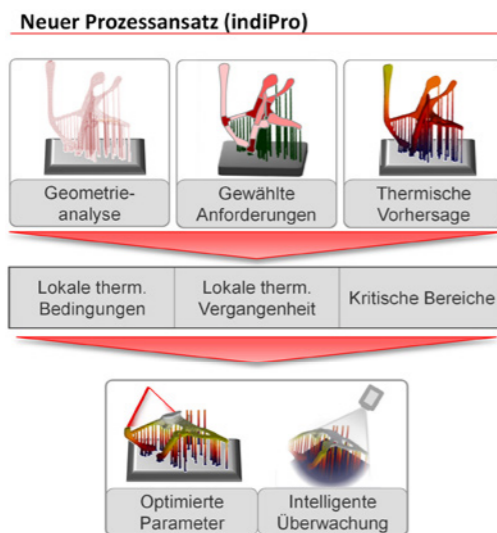 Neuer Prozessansatz (indiPro)
Geometrie-
analyse
Gewählte
Anforderungen
Thermische
Vorhersage
Lokale therm.
Bedingungen
Lokale therm.
Vergangenheit
Kritische Bereiche
Optimierte
Parameter
Intelligente
Überwachung